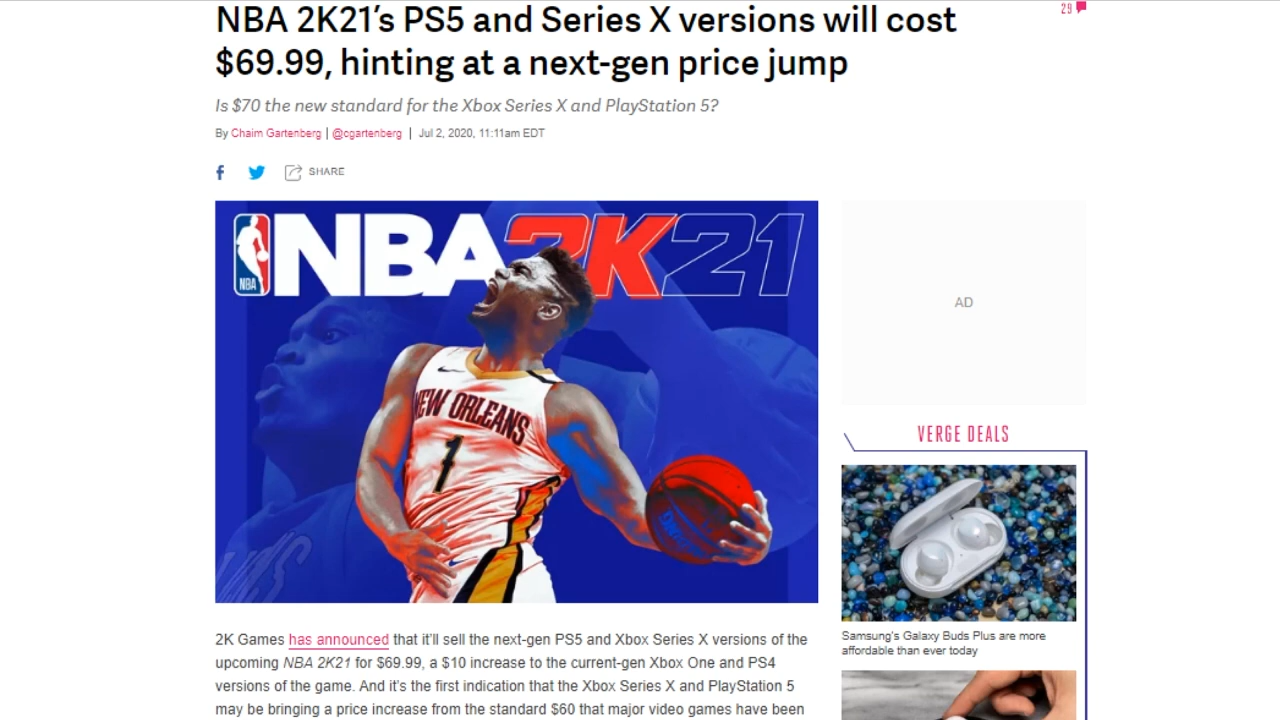 NBA 2K21’s PS5 and Series X versions will cost
$69.99, hinting at a next-gen price jump
29
Is $70 the new standard for the Xbox Series X and PlayStation 5?
By Chaim Gartenberg | @cgartenberg | Jul 2, 2020, 11:11am EDT
SHARE
NBA 2K21
NBA
NEW ORLEANS
1
AD
VERGE DEALS
Samsung’s Galaxy Buds Plus are more
affordable than ever today
2K Games has announced that it’ll sell the next-gen PS5 and Xbox Series X versions of the
upcoming NBA 2K21 for $69.99, a $10 increase to the current-gen Xbox One and PS4
versions of the game. And it’s the first indication that the Xbox Series X and PlayStation 5
may be bringing a price increase from the standard $60 that major video games have been